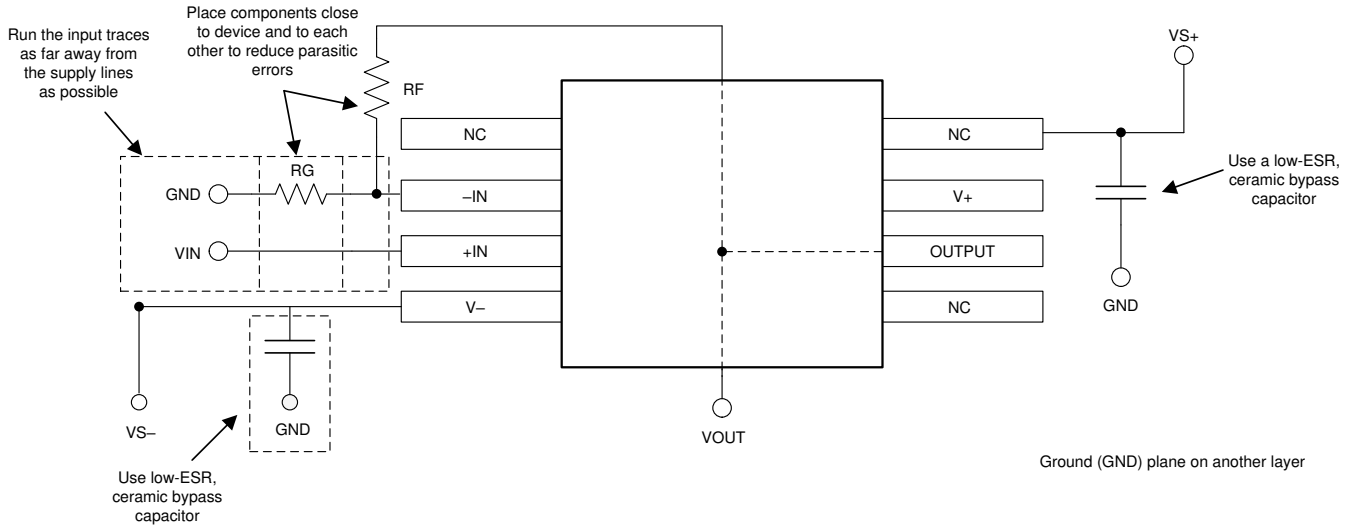 Run the input traces
as far away from
the supply lines
as possible
Place components close
to device and to each
other to reduce parasitic
errors
RF
RG
GND
VIN
VS–
GND
Use low-ESR,
ceramic bypass
capacitor
NC
–IN
+IN
V–
NC
V+
OUTPUT
NC
VOUT
VS+
Use a low-ESR,
ceramic bypass
capacitor
GND
Ground (GND) plane on another layer